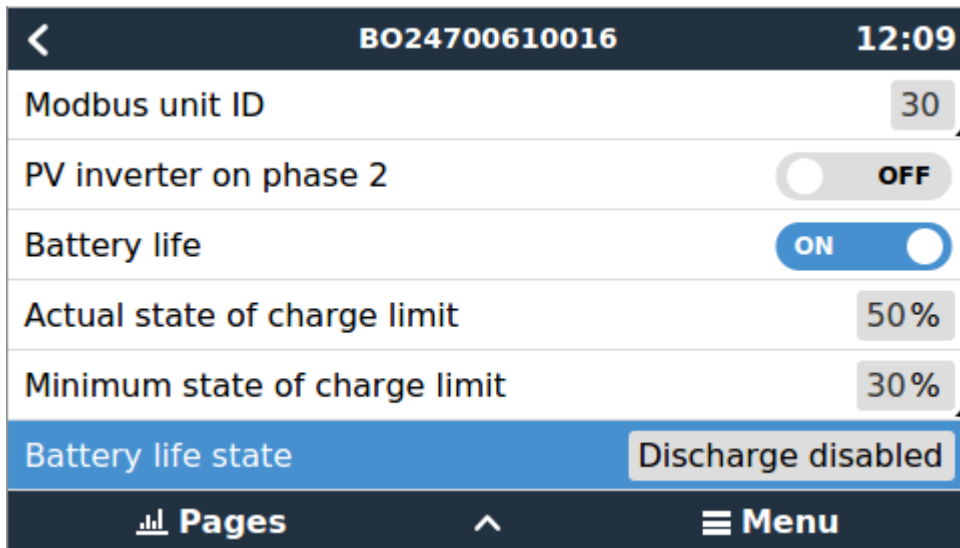 BO24700610016 12:09
Modbus unit ID 30
PV inverter on phase 2 OFF
Battery life ON
Actual state of charge limit 50%
Minimum state of charge limit 30%
Battery life state Discharge disabled
Pages Menu